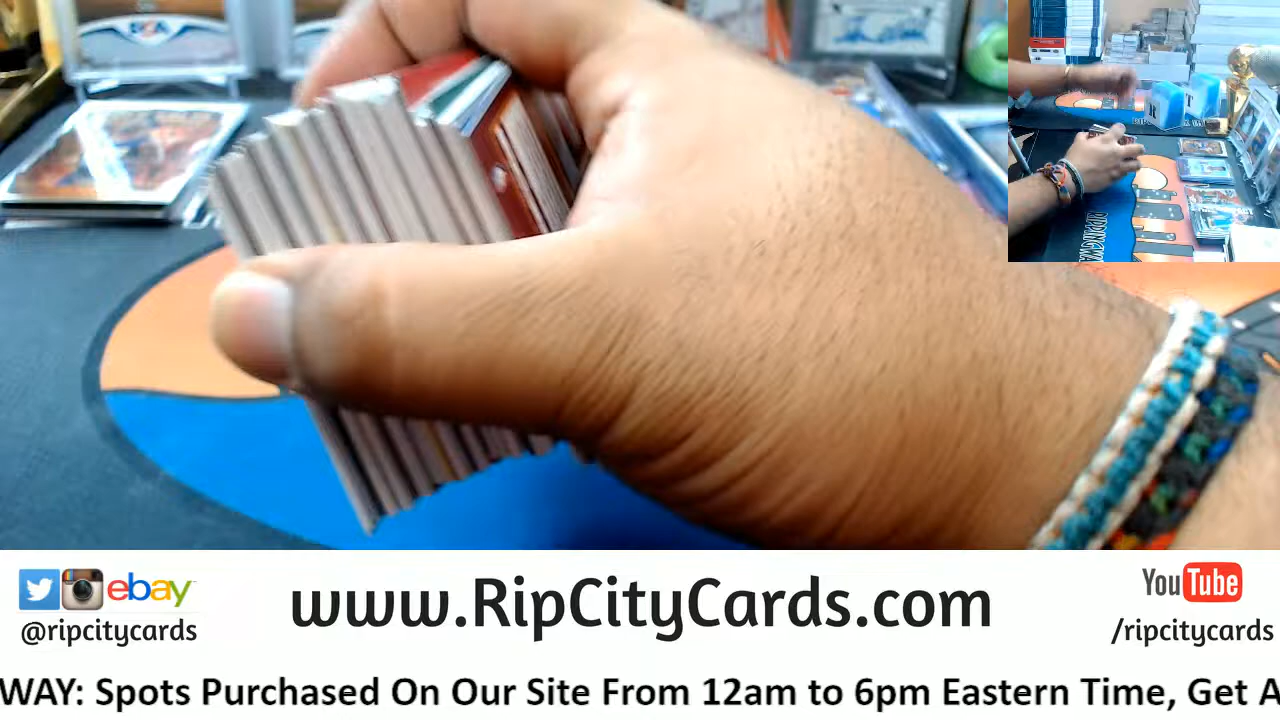 ebay
@ripcitycards
www.RipCityCards.com
YouTube
/ripcitycards
WAY: Spots Purchased On Our Site From 12am to 6pm Eastern Time, Get A